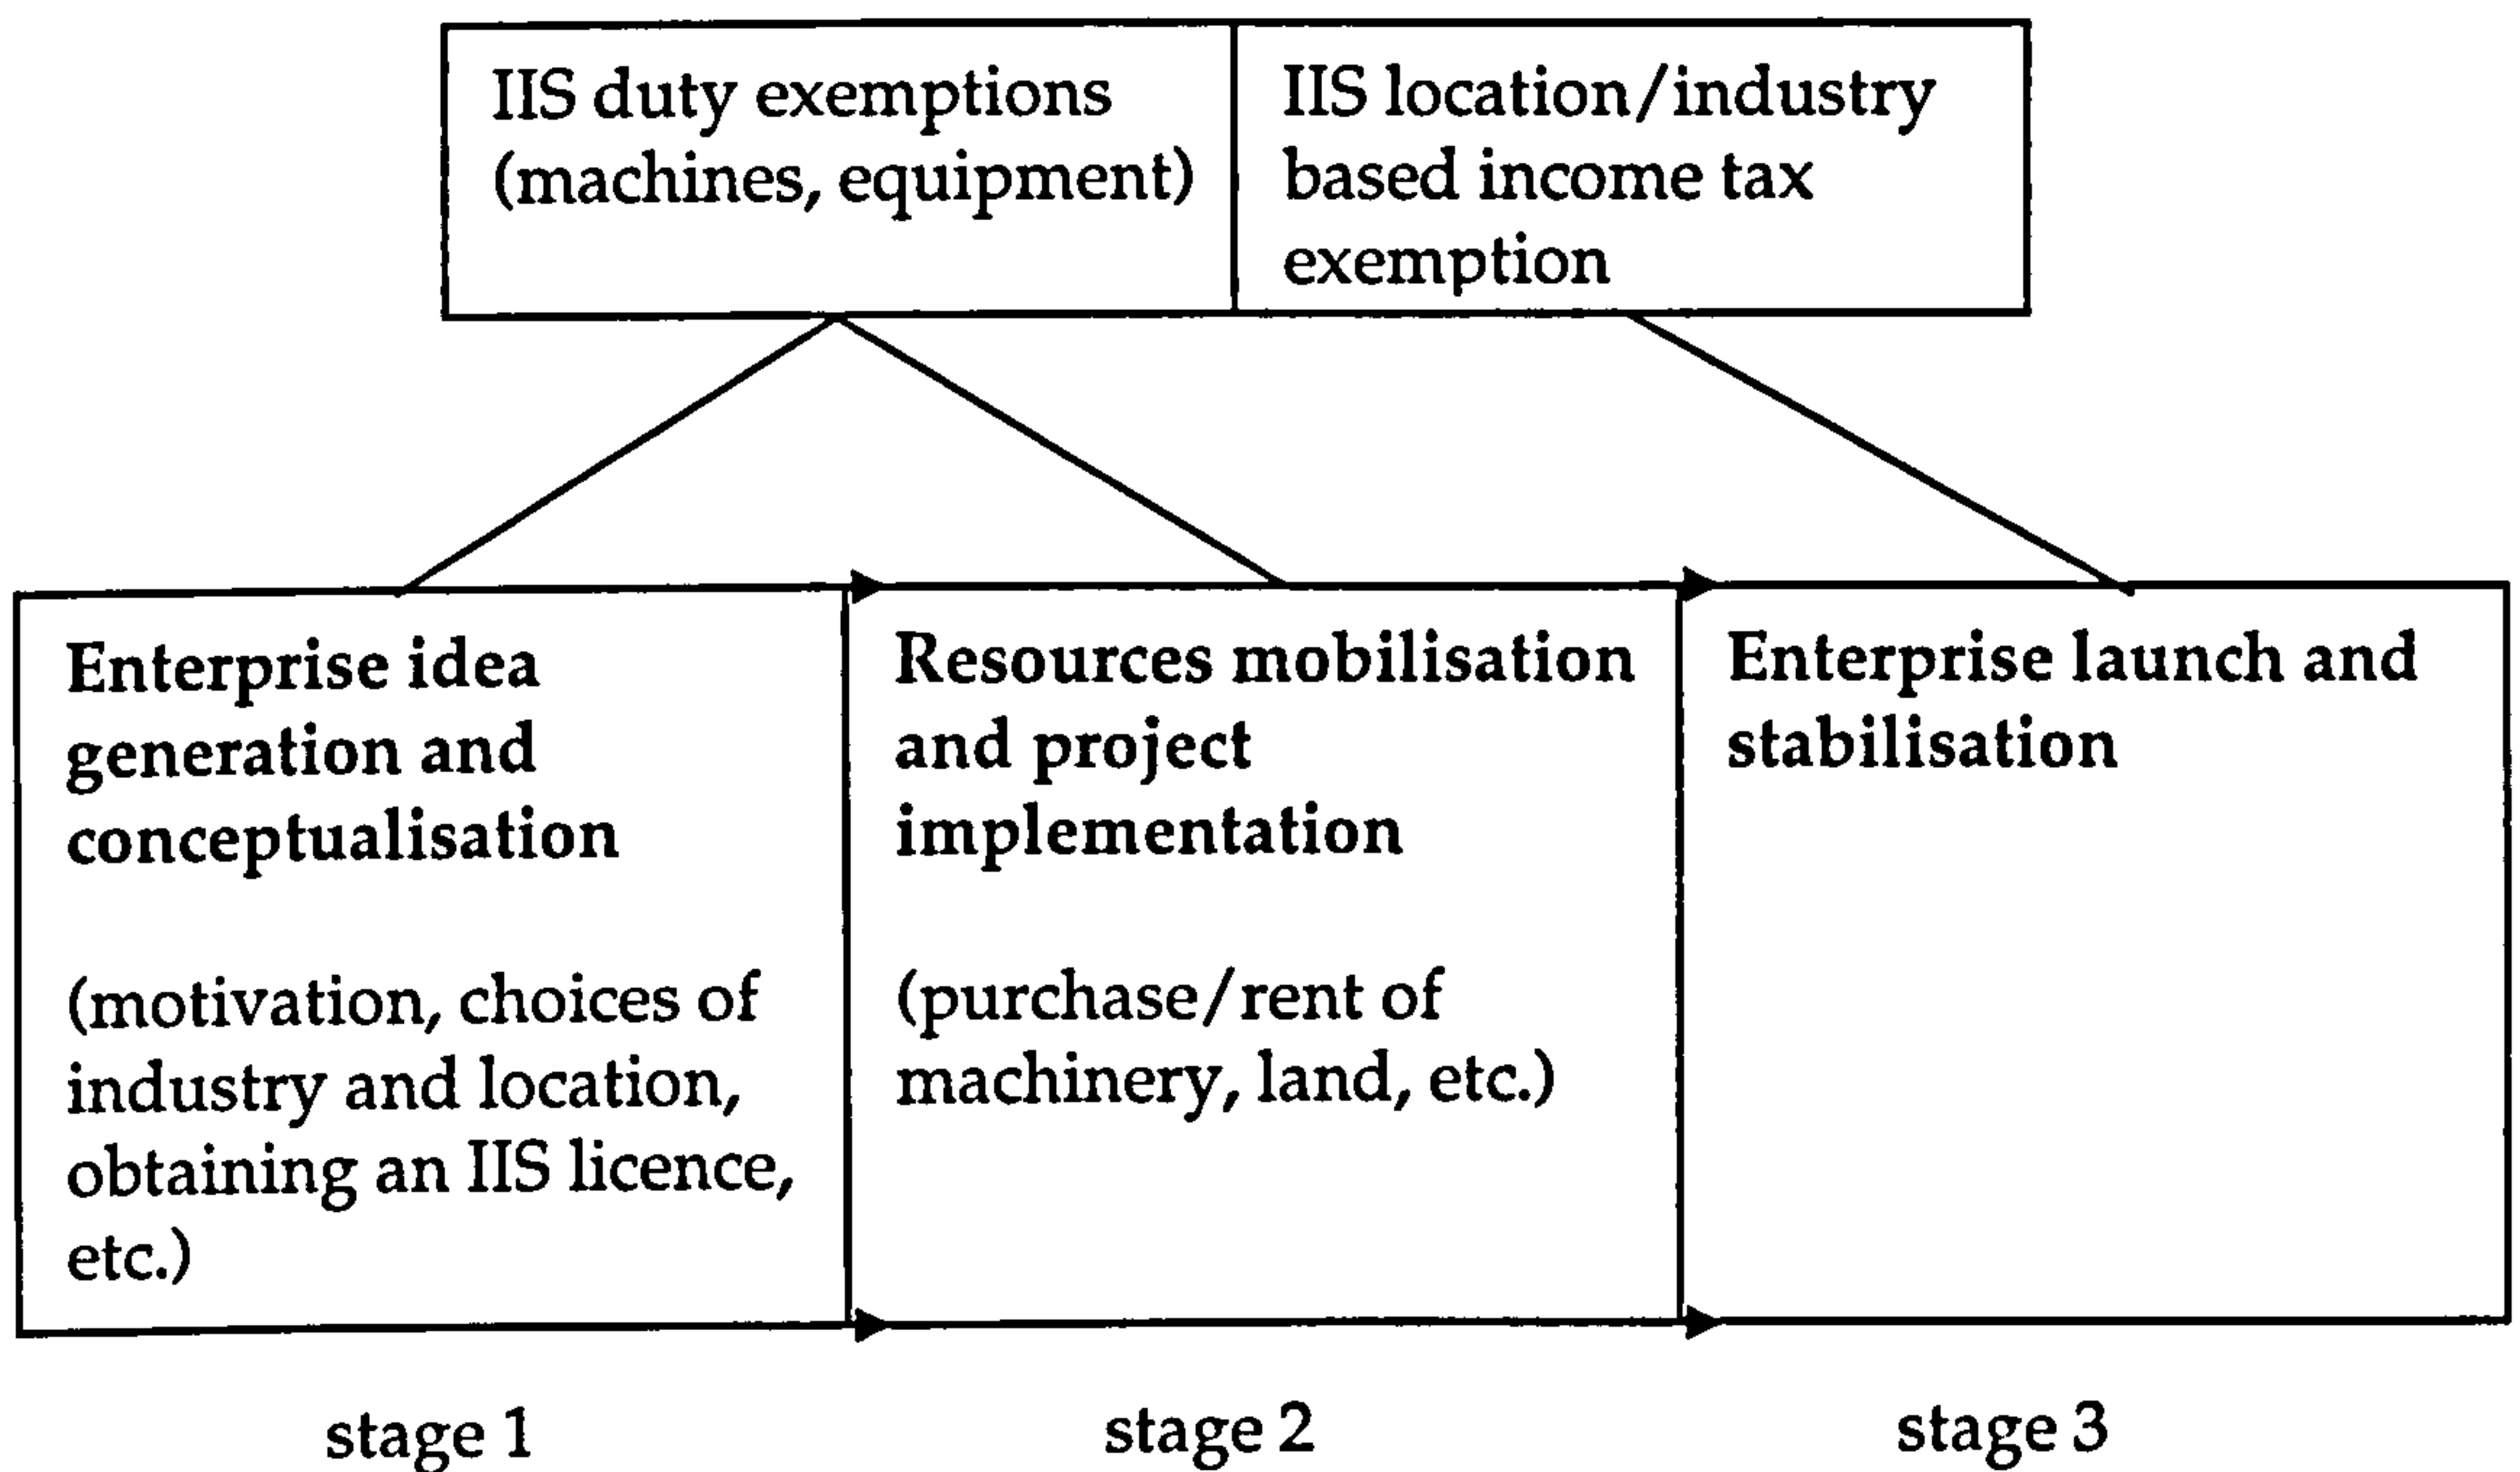 IIS duty exemptions
(machines, equipment)
IIS location/industry
based income tax
exemption
Enterprise idea
generation and
conceptualisation
(motivation, choices of
industry and location,
obtaining an IIS licence,
etc.)
Resources mobilisation
and project
implementation
(purchase/rent of
machinery, land, etc.)
Enterprise launch and
stabilisation
stage 1
stage 2
stage 3